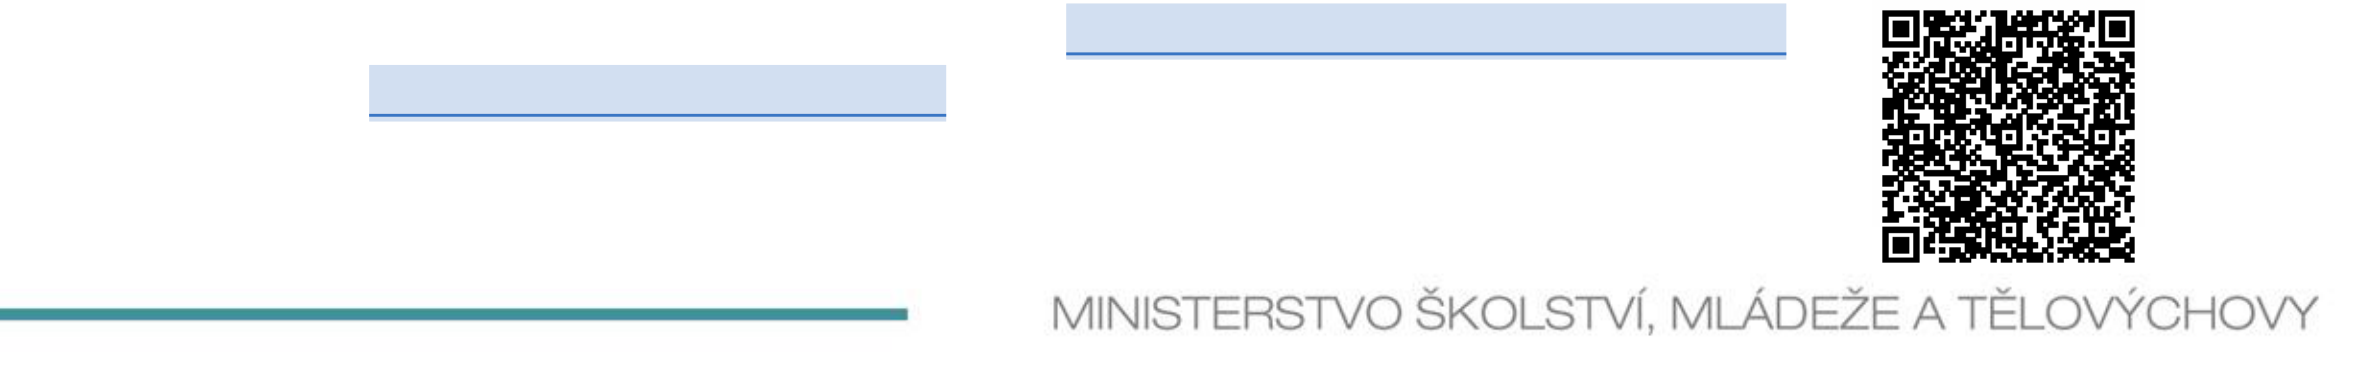 MINISTERSTVO ŠKOLSTVÍ, MLÁDEŽE A TĚLOVÝCHOVY